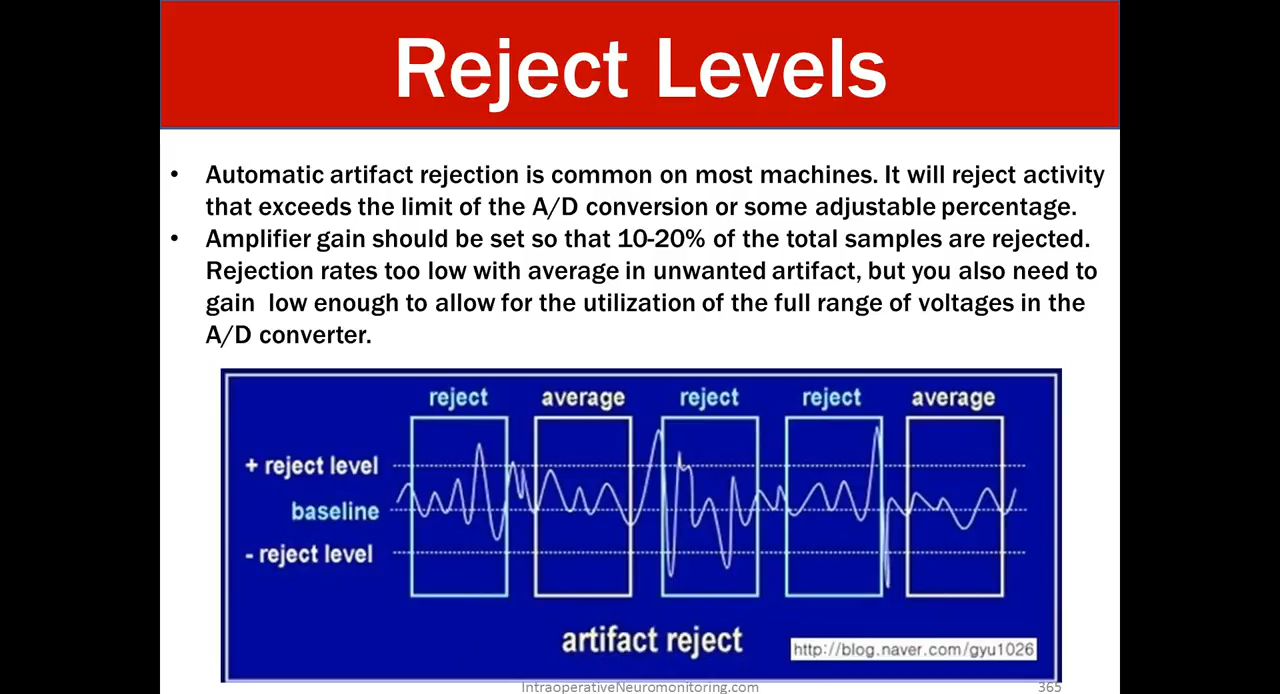 Reject Levels
• Automatic artifact rejection is common on most machines. It will reject activity
that exceeds the limit of the A/D conversion or some adjustable percentage.
• Amplifier gain should be set so that 10-20% of the total samples are rejected.
Rejection rates too low with average in unwanted artifact, but you also need to
gain  low enough to allow for the utilization of the full range of voltages in the
A/D converter.
reject average reject reject average
+ reject level
baseline
- reject level
artifact reject
http://blog.naver.com/gyu1026
IntraoperativeNeuromonitoring.com 365